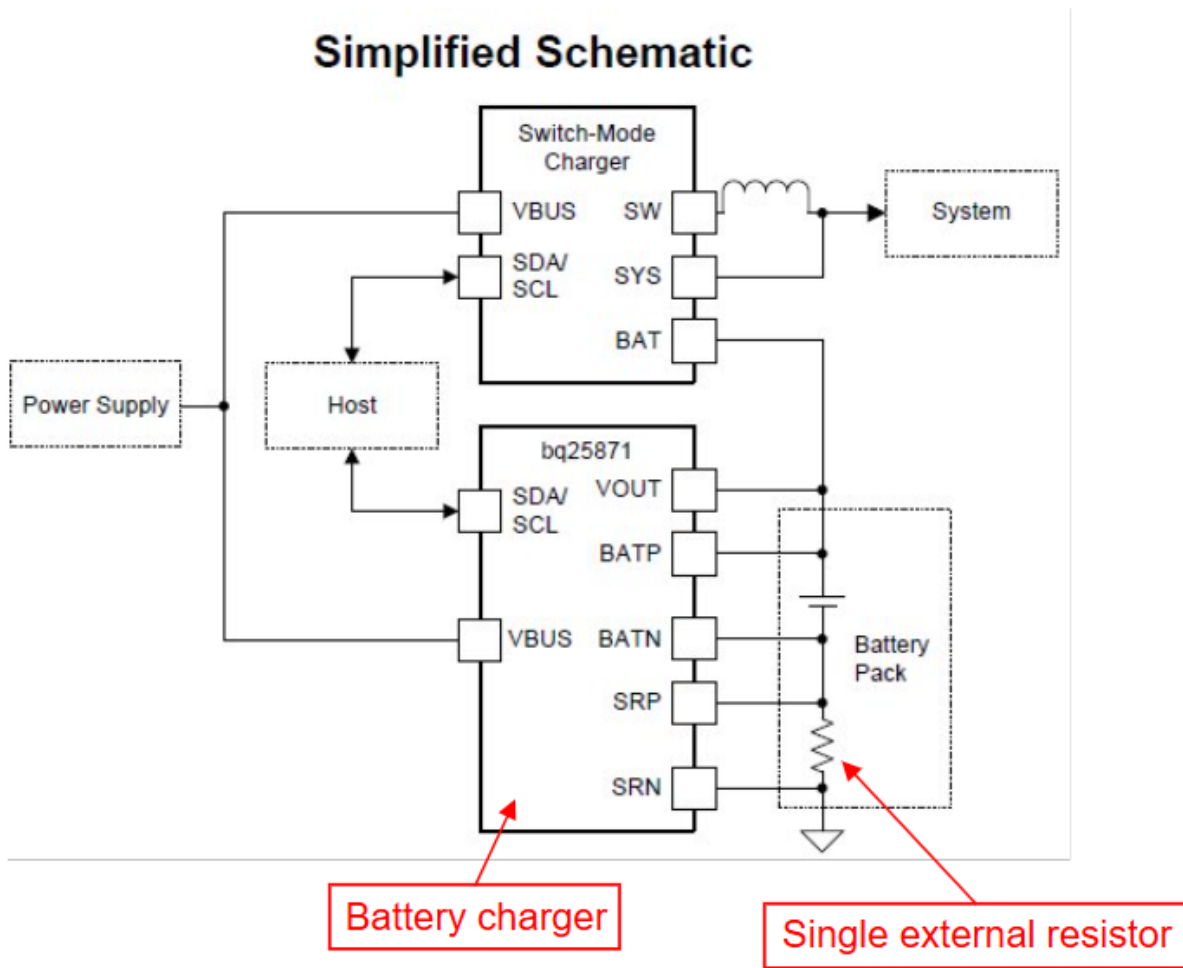 Simplified Schematic
Switch-Mode
Charger
VBUS
SW
System
SDA/
SCL
SYS
BAT
Power Supply
Host
bq25871
SDA/
SCL
VOUT
BATP
VBUS
BATN
Battery
Pack
SRP
SRN
Battery charger
Single external resistor